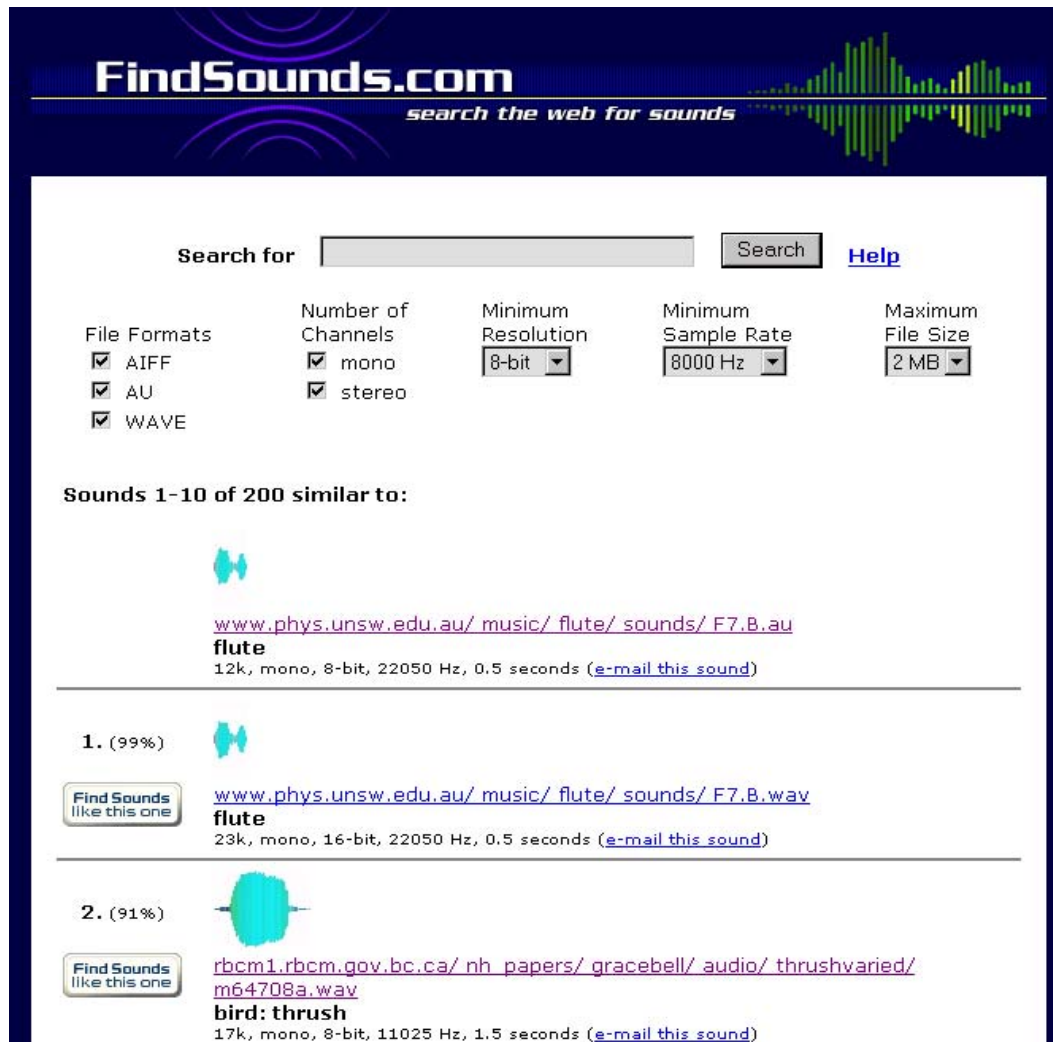 FindSounds.com
search the web for sounds
Search for Search Help
File Formats
AIFF
AU
WAVE
Number of
Channels
mono
stereo
Minimum
Resolution
8-bit
Minimum
Sample Rate
8000 Hz
Maximum
File Size
2 MB
Sounds 1-10 of 200 similar to:
www.phys.unsw.edu.au/ music/ flute/ sounds/ F7.B.au
flute
12k, mono, 8-bit, 22050 Hz, 0.5 seconds (e-mail this sound)
1. (99%)
Find Sounds
like this one
www.phys.unsw.edu.au/ music/ flute/ sounds/ F7.B.wav
flute
23k, mono, 16-bit, 22050 Hz, 0.5 seconds (e-mail this sound)
2. (91%)
Find Sounds
like this one
rbcm1.rbcm.gov.bc.ca/ nh_papers/ gracebell/ audio/ thrushvaried/
m64708a.wav
bird: thrush
17k, mono, 8-bit, 11025 Hz, 1.5 seconds (e-mail this sound)